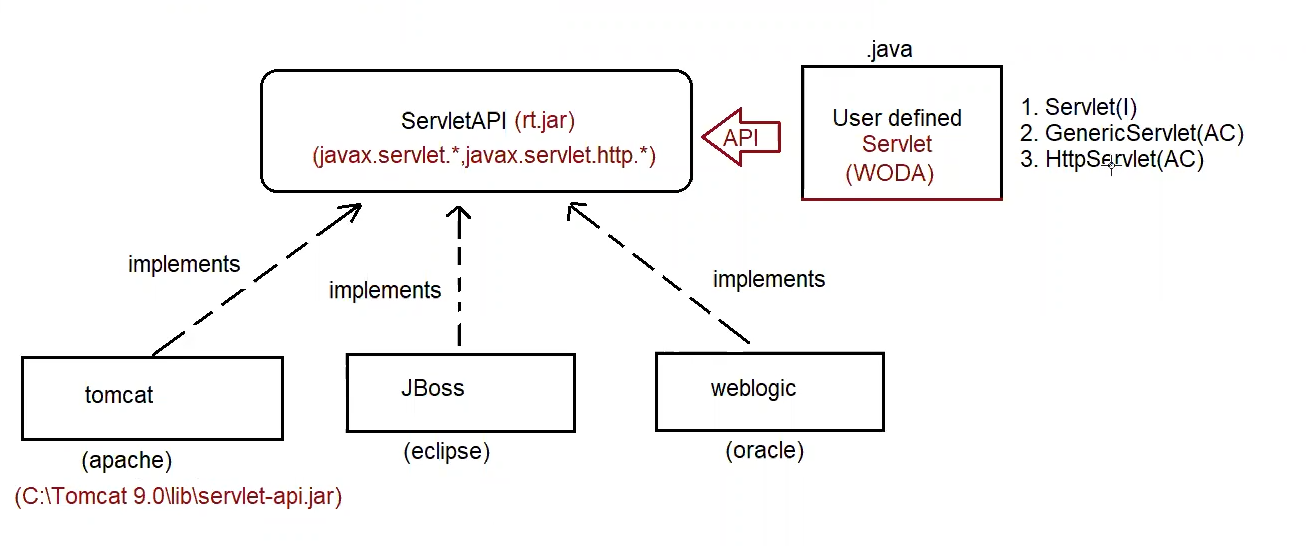 .java
ServletAPI (rt.jar)
(javax.servlet.*,javax.servlet.http.*)
API
User defined
Servlet
(WODA)
1. Servlet(I)
2. GenericServlet(AC)
3. HttpServlet(AC)
implements
implements
implements
tomcat
JBoss
weblogic
(apache)
(eclipse)
(oracle)
(C:\Tomcat 9.0\lib\servlet-api.jar)